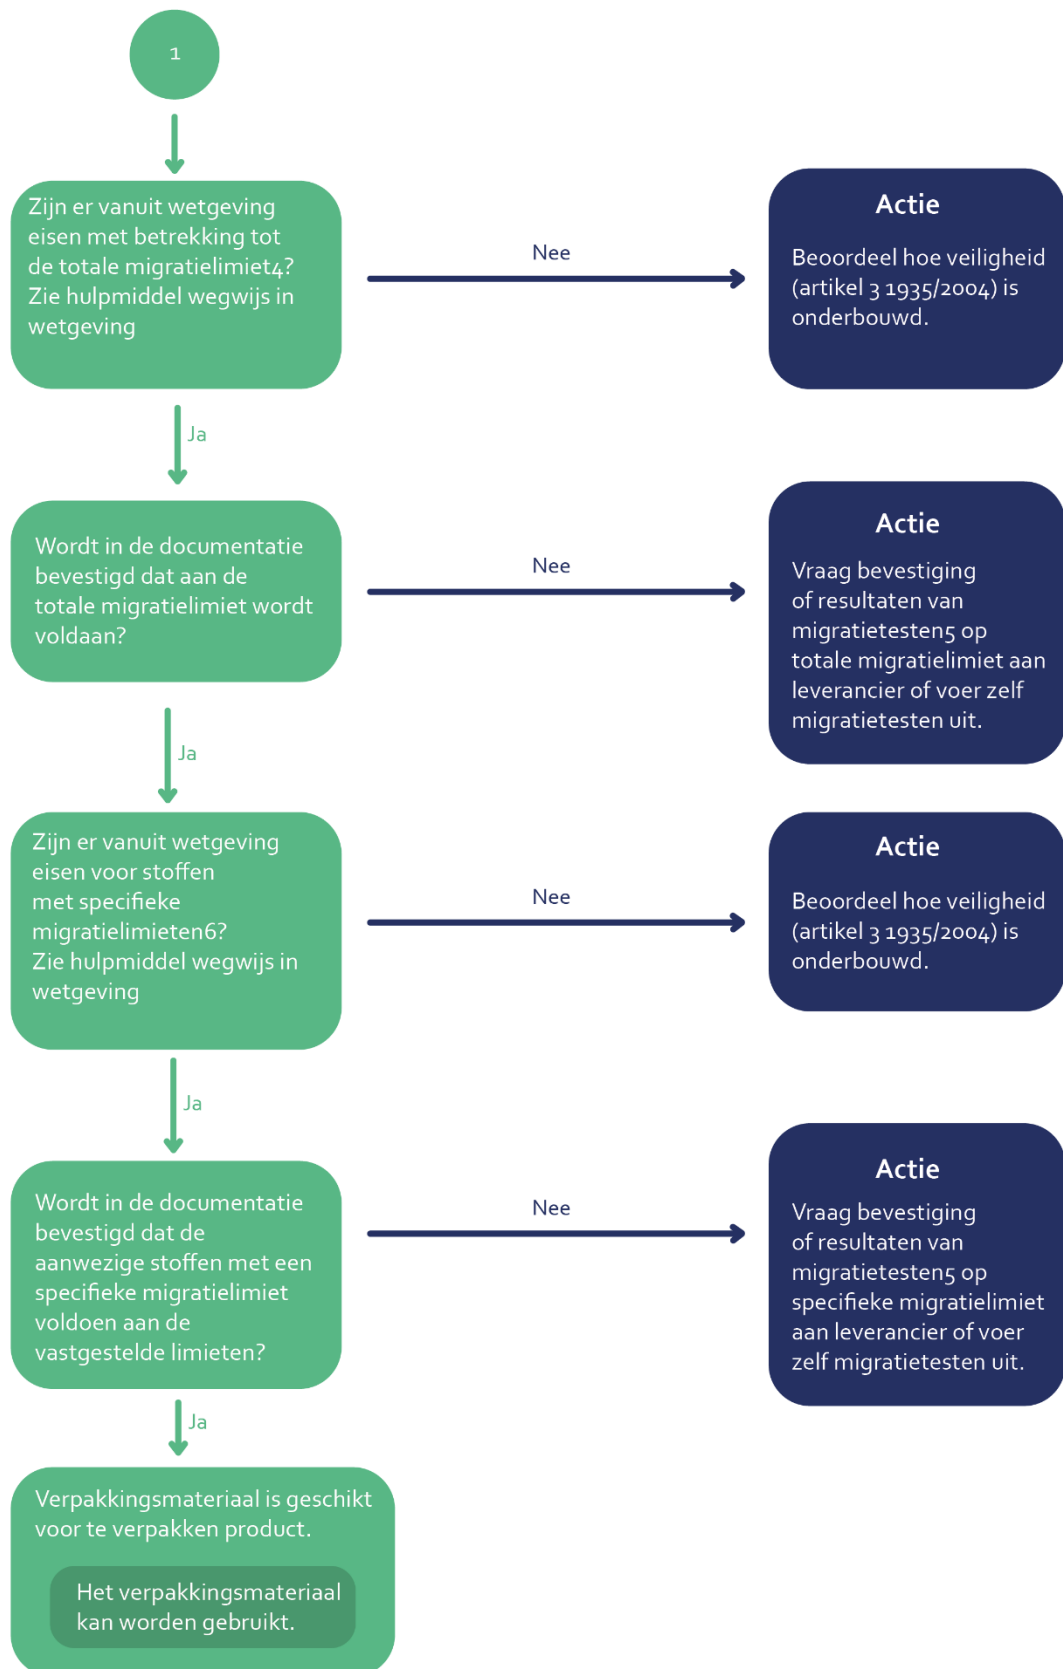 1
Zijn er vanuit wetgeving
eisen met betrekking tot
de totale migratielimiet4?
Zie hulpmiddel wegwijs in
wetgeving
Nee
Actie
Beoordeel hoe veiligheid
(artikel 3 1935/2004) is
onderbouwd.
Ja
Wordt in de documentatie
bevestigd dat aan de
totale migratielimiet wordt
voldaan?
Nee
Actie
Vraag bevestiging
of resultaten van
migratietesten5 op
totale migratielimiet aan
leverancier of voer zelf
migratietesten uit.
Ja
Zijn er vanuit wetgeving
eisen voor stoffen
met specifieke
migratielimieten6?
Zie hulpmiddel wegwijs in
wetgeving
Nee
Actie
Beoordeel hoe veiligheid
(artikel 3 1935/2004) is
onderbouwd.
Ja
Wordt in de documentatie
bevestigd dat de
aanwezige stoffen met een
specifieke migratielimiet
voldoen aan de
vastgestelde limieten?
Nee
Actie
Vraag bevestiging
of resultaten van
migratietesten5 op
specifieke migratielimiet
aan leverancier of voer
zelf migratietesten uit.
Ja
Verpakkingsmateriaal is geschikt
voor te verpakken product.
Het verpakkingsmateriaal
kan worden gebruikt.